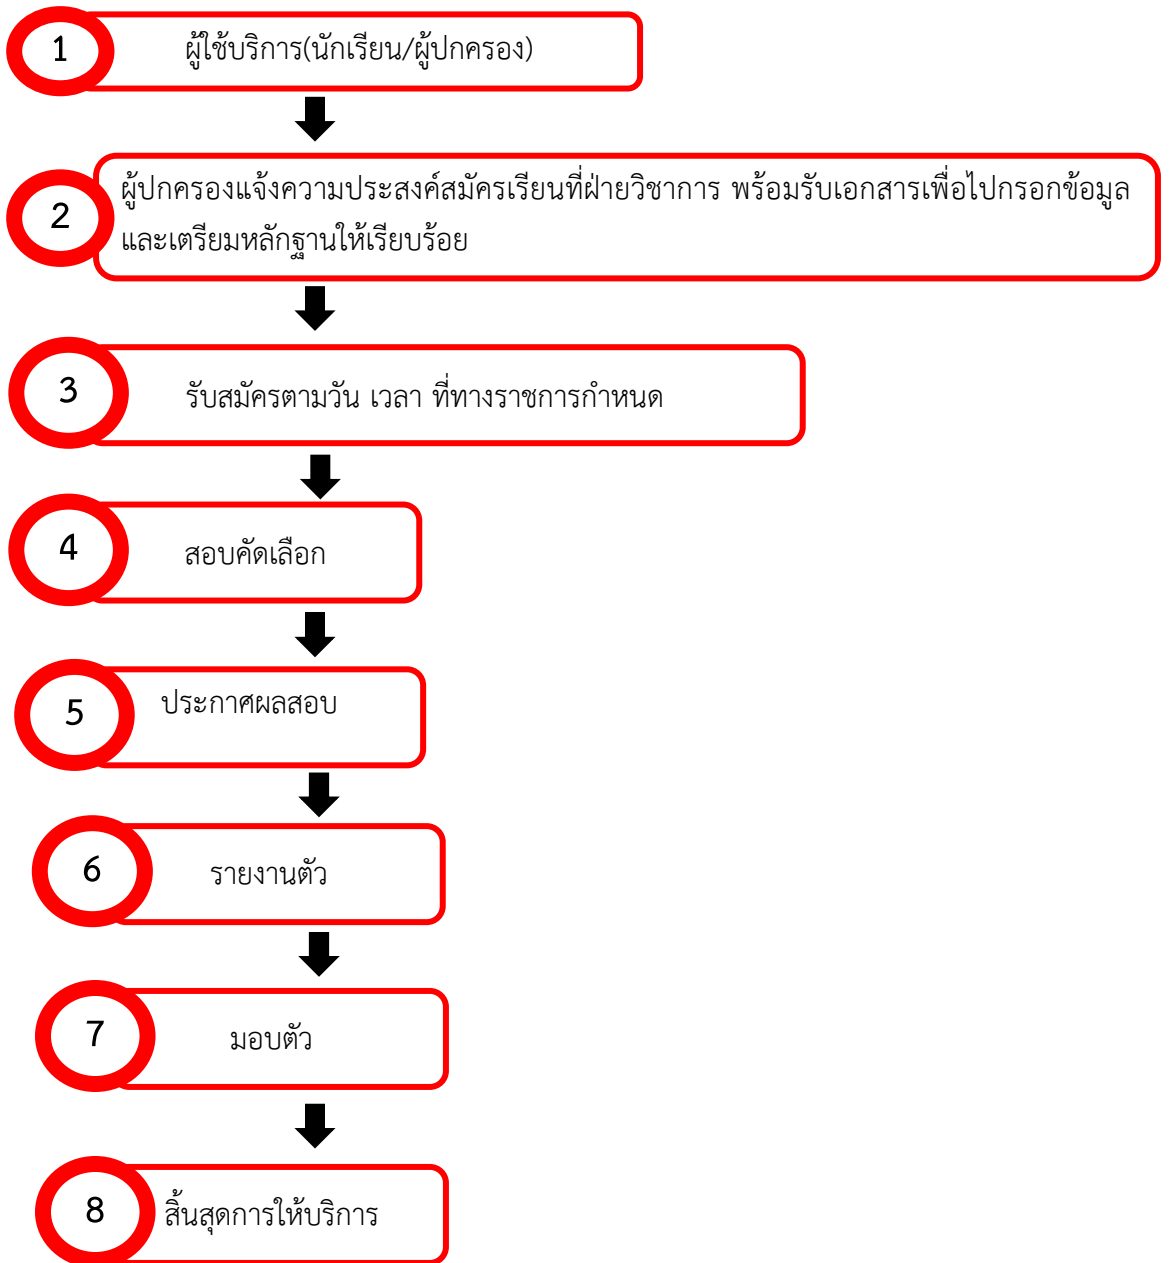 1
ผู้ใช้บริการ(นักเรียน/ผู้ปกครอง)
2
ผู้ปกครองแจ้งความประสงค์สมัครเรียนที่ฝ่ายวิชาการ พร้อมรับเอกสารเพื่อไปกรอกข้อมูล
และเตรียมหลักฐานให้เรียบร้อย
3
รับสมัครตามวัน เวลา ที่ทางราชการกำหนด
4
สอบคัดเลือก
5
ประกาศผลสอบ
6
รายงานตัว
7
มอบตัว
8
สิ้นสุดการให้บริการ